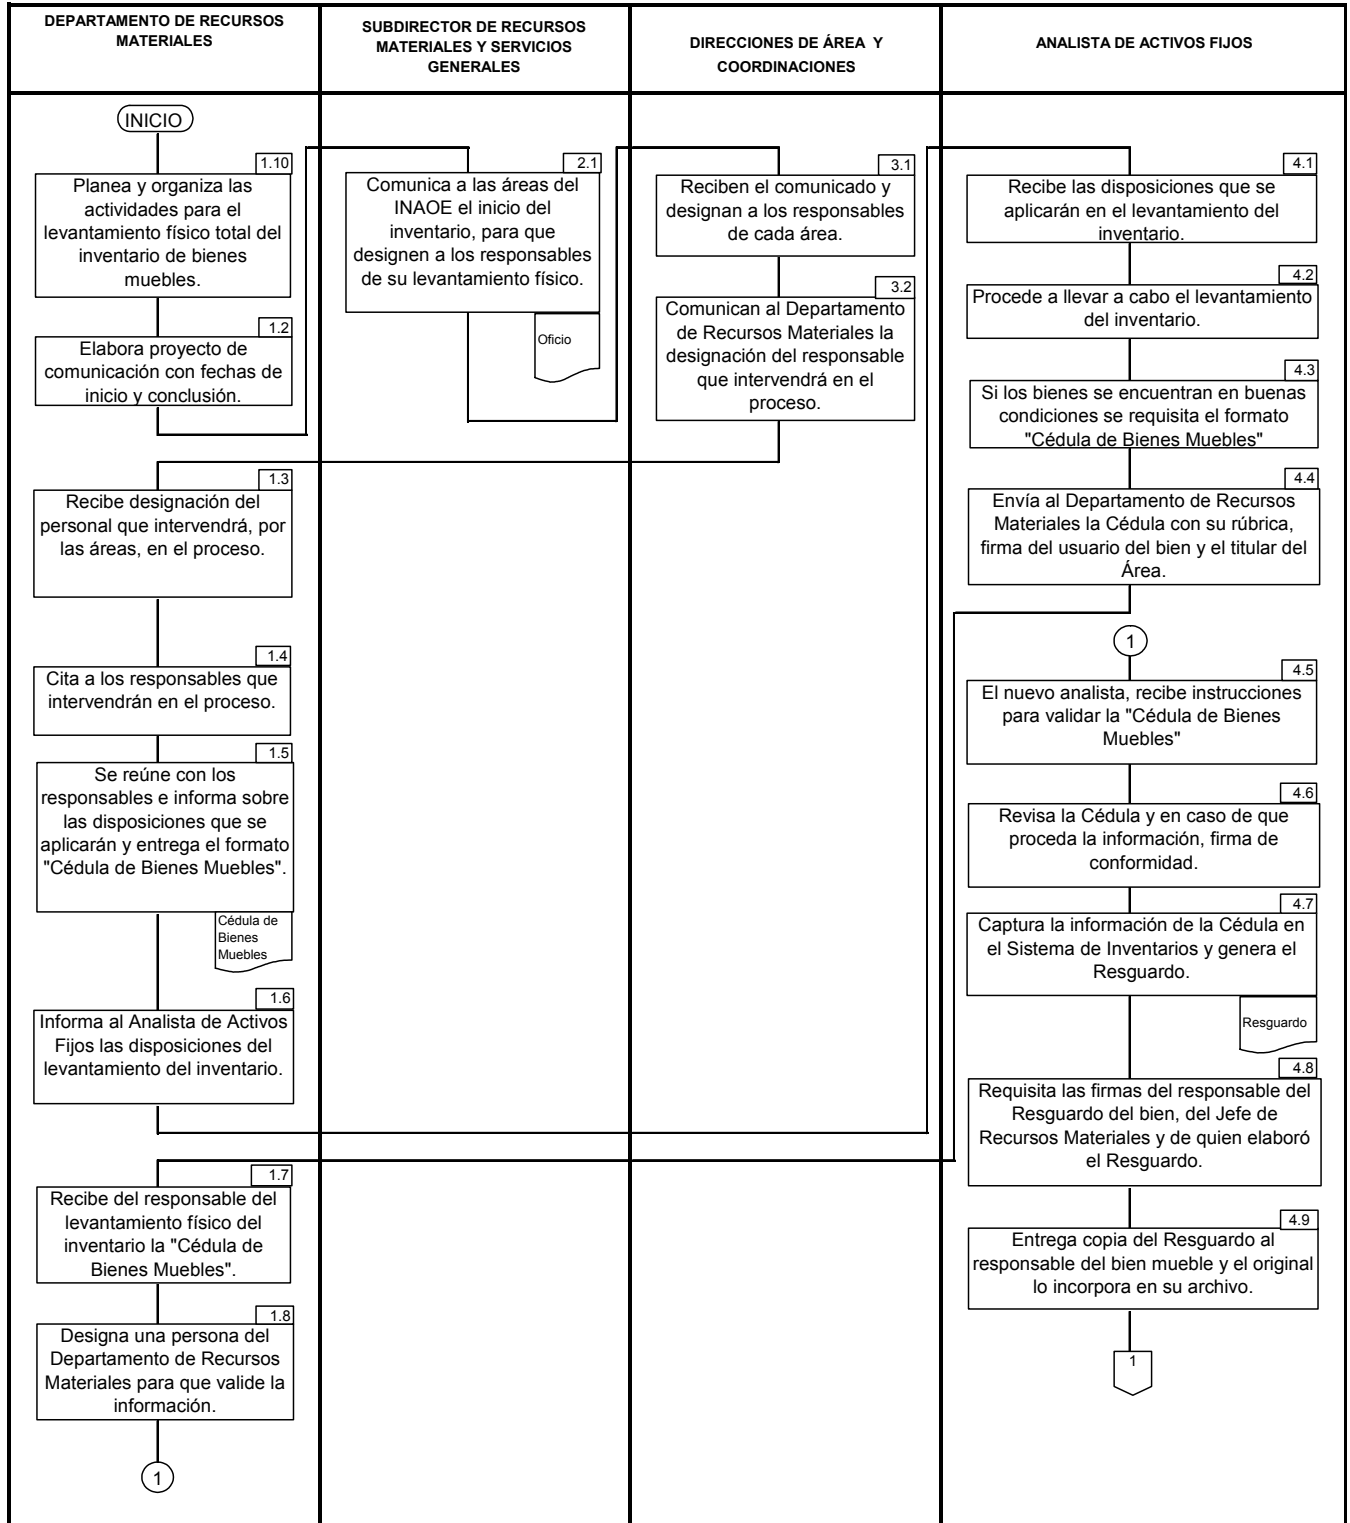 DEPARTAMENTO DE RECURSOS
MATERIALES
SUBDIRECTOR DE RECURSOS
MATERIALES Y SERVICIOS
GENERALES
DIRECCIONES DE ÁREA Y
COORDINACIONES
ANALISTA DE ACTIVOS FIJOS
INICIO
1.10
Planea y organiza las
actividades para el
levantamiento físico total del
inventario de bienes
muebles.
1.2
Elabora proyecto de
comunicación con fechas de
inicio y conclusión.
1.3
Recibe designación del
personal que intervendrá, por
las áreas, en el proceso.
1.4
Cita a los responsables que
intervendrán en el proceso.
1.5
Se reúne con los
responsables e informa sobre
las disposiciones que se
aplicarán y entrega el formato
"Cédula de Bienes Muebles".
Cédula de
Bienes
Muebles
1.6
Informa al Analista de Activos
Fijos las disposiciones del
levantamiento del inventario.
1.7
Recibe del responsable del
levantamiento físico del
inventario la "Cédula de
Bienes Muebles".
1.8
Designa una persona del
Departamento de Recursos
Materiales para que valide la
información.
1
2.1
Comunica a las áreas del
INAOE el inicio del
inventario, para que
designen a los responsables
de su levantamiento físico.
Oficio
3.1
Reciben el comunicado y
designan a los responsables
de cada área.
3.2
Comunican al Departamento
de Recursos Materiales la
designación del responsable
que intervendrá en el
proceso.
4.1
Recibe las disposiciones que se
aplicarán en el levantamiento del
inventario.
4.2
Procede a llevar a cabo el levantamiento
del inventario.
4.3
Si los bienes se encuentran en buenas
condiciones se requisita el formato
"Cédula de Bienes Muebles"
4.4
Envía al Departamento de Recursos
Materiales la Cédula con su rúbrica,
firma del usuario del bien y el titular del
Área.
1
4.5
El nuevo analista, recibe instrucciones
para validar la "Cédula de Bienes
Muebles"
4.6
Revisa la Cédula y en caso de que
proceda la información, firma de
conformidad.
4.7
Captura la información de la Cédula en
el Sistema de Inventarios y genera el
Resguardo.
Resguardo
4.8
Requisita las firmas del responsable del
Resguardo del bien, del Jefe de
Recursos Materiales y de quien elaboró
el Resguardo.
4.9
Entrega copia del Resguardo al
responsable del bien mueble y el original
lo incorpora en su archivo.
1